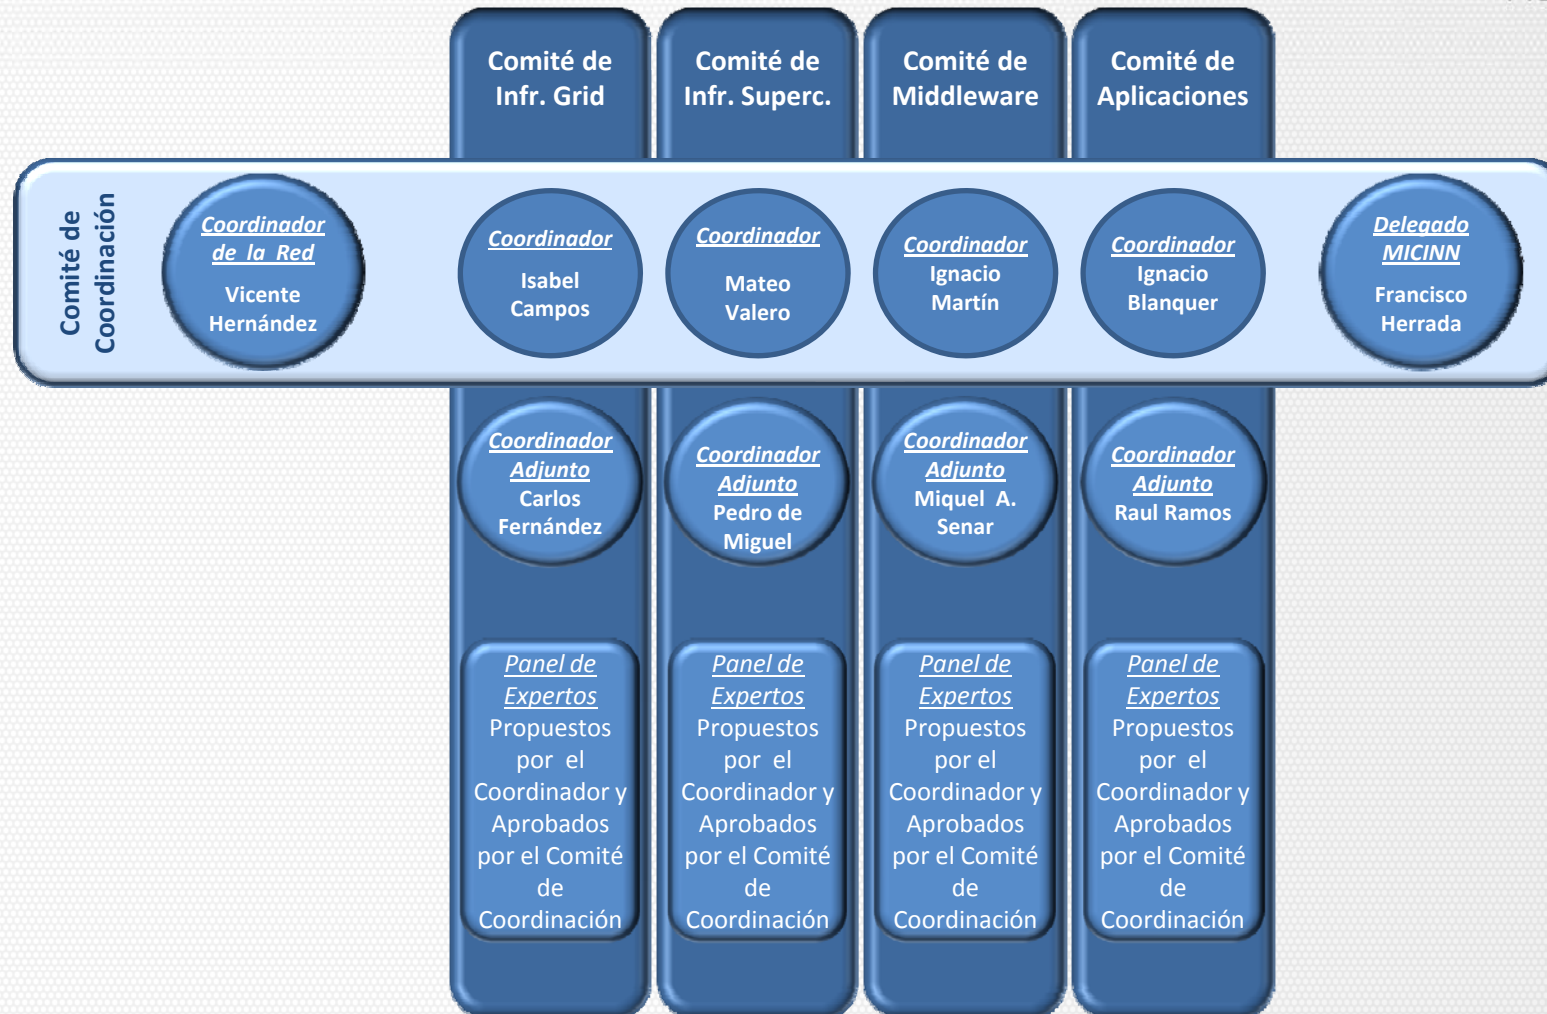 Comité de
Infr. Grid
Comité de
Infr. Superc.
Comité de
Middleware
Comité de
Aplicaciones
Comité de
Coordinación
Coordinador
de la Red
Vicente
Hernández
Coordinador
Isabel
Campos
Coordinador
Mateo
Valero
Coordinador
Ignacio
Martín
Coordinador
Ignacio
Blanquer
Delegado
MICINN
Francisco
Herrada
Coordinador
Adjunto
Carlos
Fernández
Coordinador
Adjunto
Pedro de
Miguel
Coordinador
Adjunto
Miquel A.
Senar
Coordinador
Adjunto
Raul Ramos
Panel de
Expertos
Propuestos
por el
Coordinador y
Aprobados
por el Comité
de
Coordinación
Panel de
Expertos
Propuestos
por el
Coordinador y
Aprobados
por el Comité
de
Coordinación
Panel de
Expertos
Propuestos
por el
Coordinador y
Aprobados
por el Comité
de
Coordinación
Panel de
Expertos
Propuestos
por el
Coordinador y
Aprobados
por el Comité
de
Coordinación